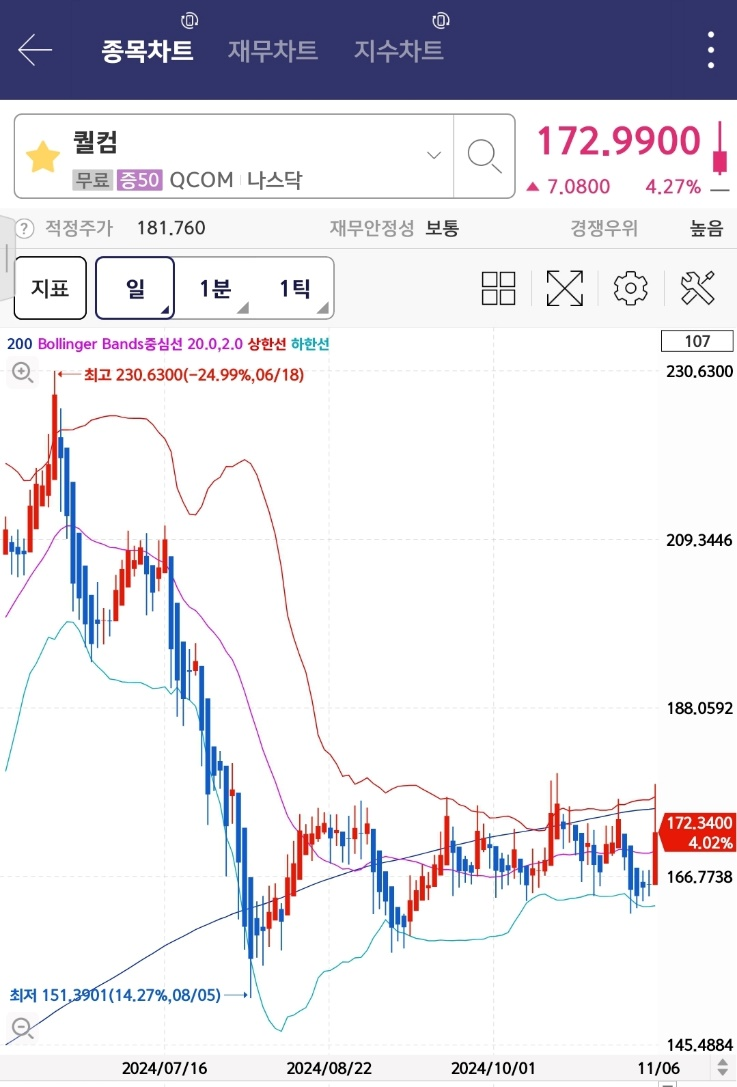 종목차트 재무차트 지수차트
퀄컴
무료 증50 QCOM 나스닥
172.9900
▲ 7.0800 4.27%
? 적정주가 181.760 재무안정성 보통 경쟁우위 높음
지표 일 1분 1틱
200 Bollinger Bands중심선 20.0,2.0 상한선 하한선
107
최고 230.6300(-24.99%,06/18)
230.6300
209.3446
188.0592
172.3400
4.02%
166.7738
최저 151.3901(14.27%,08/05)
145.4884
2024/07/16 2024/08/22 2024/10/01 11/06